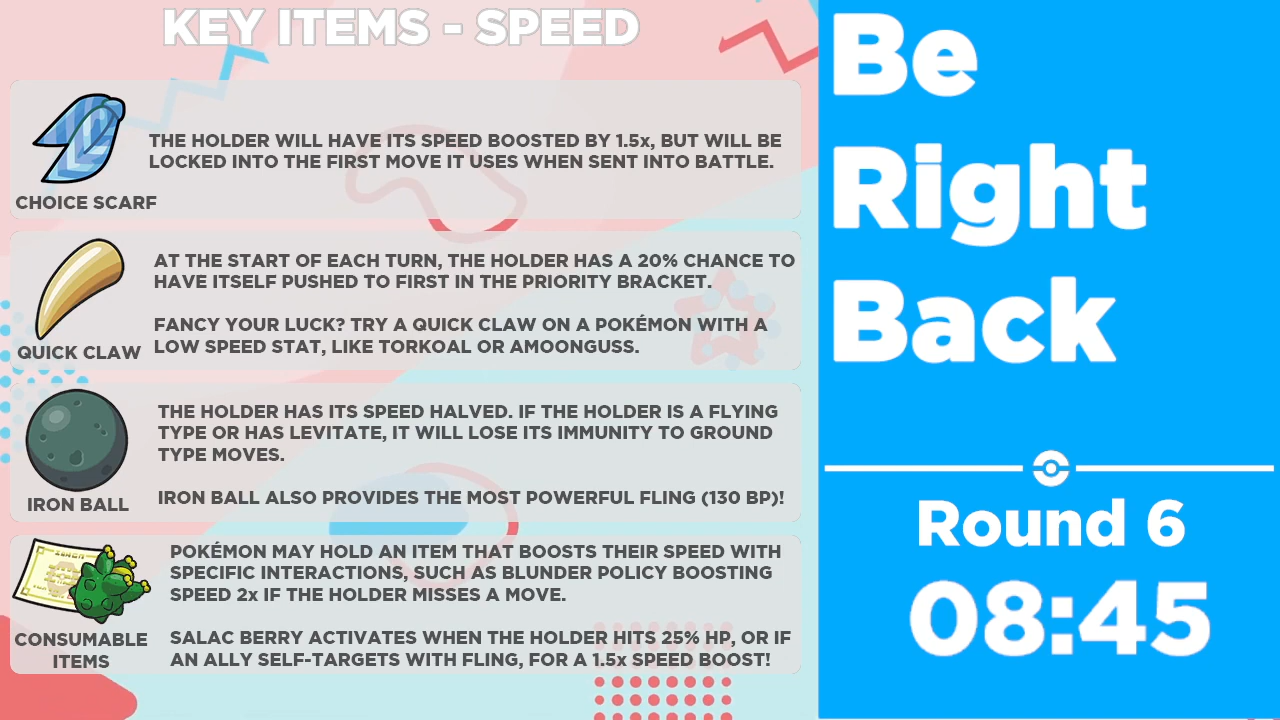 KEY ITEMS - SPEED
THE HOLDER WILL HAVE ITS SPEED BOOSTED BY 1.5x, BUT WILL BE
LOCKED INTO THE FIRST MOVE IT USES WHEN SENT INTO BATTLE.
CHOICE SCARF
AT THE START OF EACH TURN, THE HOLDER HAS A 20% CHANCE TO
HAVE ITSELF PUSHED TO FIRST IN THE PRIORITY BRACKET.
FANCY YOUR LUCK? TRY A QUICK CLAW ON A POKÉMON WITH A
LOW SPEED STAT, LIKE TORKOAL OR AMOONGUSS.
QUICK CLAW
THE HOLDER HAS ITS SPEED HALVED. IF THE HOLDER IS A FLYING
TYPE OR HAS LEVITATE, IT WILL LOSE ITS IMMUNITY TO GROUND
TYPE MOVES.
IRON BALL ALSO PROVIDES THE MOST POWERFUL FLING (130 BP)!
IRON BALL
POKÉMON MAY HOLD AN ITEM THAT BOOSTS THEIR SPEED WITH
SPECIFIC INTERACTIONS, SUCH AS BLUNDER POLICY BOOSTING
SPEED 2x IF THE HOLDER MISSES A MOVE.
SALAC BERRY ACTIVATES WHEN THE HOLDER HITS 25% HP, OR IF
AN ALLY SELF-TARGETS WITH FLING, FOR A 1.5x SPEED BOOST!
CONSUMABLE
ITEMS
Be
Right
Back
Round 6
08:45